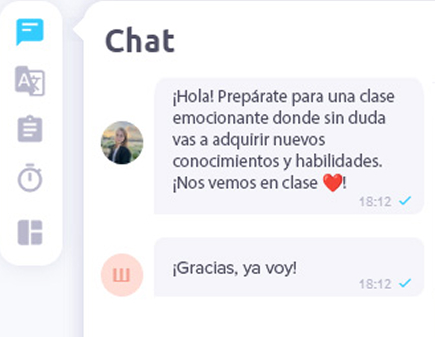 Chat
¡Hola! Prepárate para una clase
emocionante donde sin duda
vas a adquirir nuevos
conocimientos y habilidades.
¡Nos vemos en clase ❤️!
18:12
Ш
¡Gracias, ya voy!
18:12